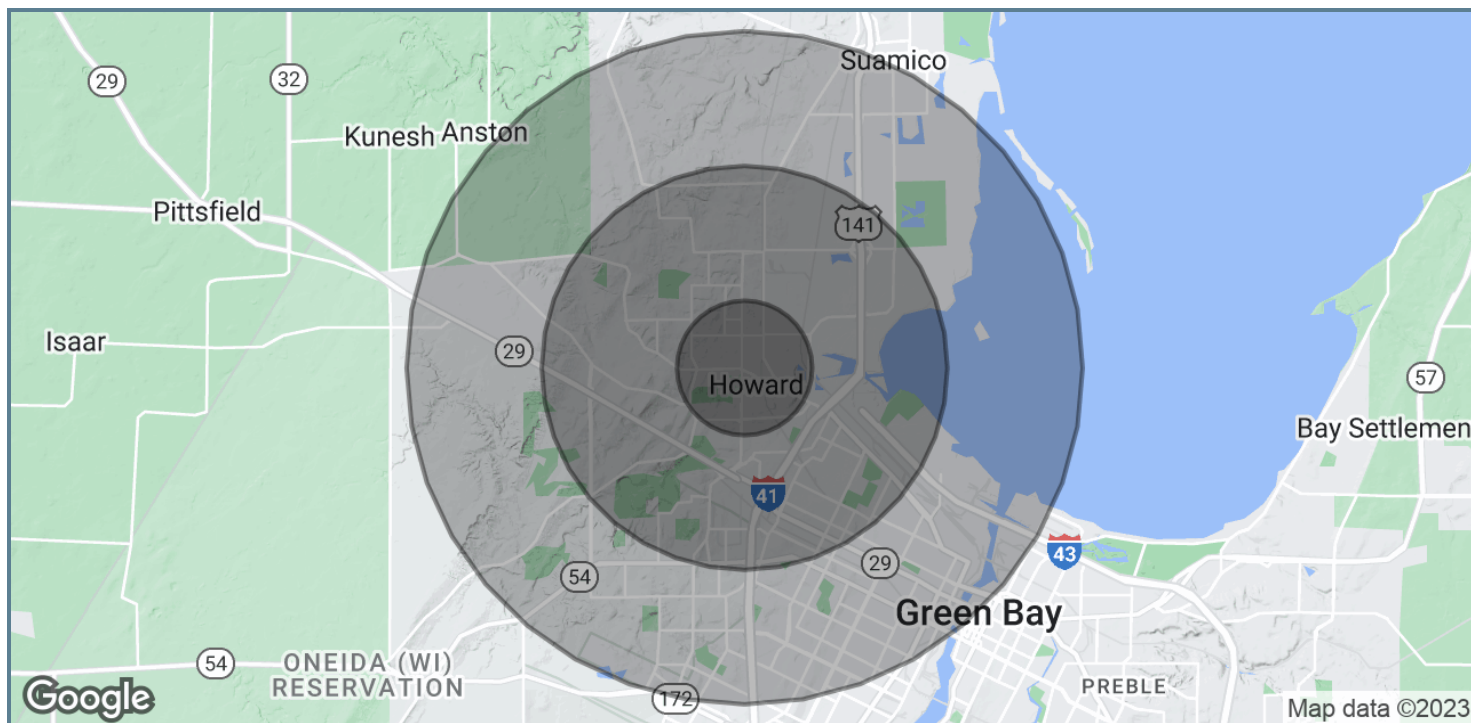 Suamico
29
32
Kunesh
Anston
Pittsfield
141
Isaar
29
Howard
57
Bay Settlemen
41
43
29
54
Green Bay
54
ONEIDA (WI)
RESERVATION
PREBLE
172
Google
Map data ©2023